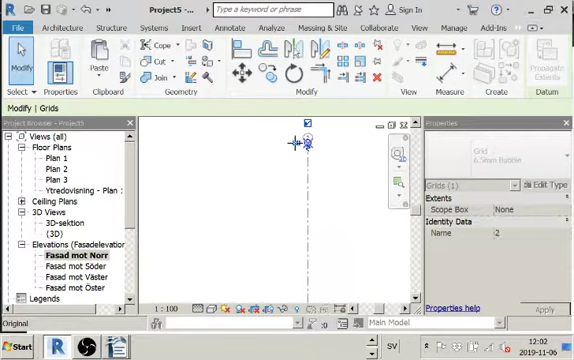 Project5 -...
Type a keyword or phrase
Sign In
File
Architecture
Structure
Systems
Insert
Annotate
Massing & Site
Collaborate
View
Manage
Add-Ins
Datum
Modify
Paste
Cope
Cut
Join
Propagate
Extents
Select
Properties
Clipboard
Geometry
Modify
View
Measure
Create
Datum
Modify | Grids
Project Browser - Project5
Views (all)
Floor Plans
Plan 1
Plan 2
Plan 3
Ytredovisning - Plan :
Ceiling Plans
3D Views
3D-sektion
{3D}
Elevations (Fasadelevation
Fasad mot Norr
Fasad mot Söder
Fasad mot Väster
Fasad mot Öster
Legends
Properties
Grid
6.5mm Bubble
Grids (1)
Edit Type
Extents
Scope Box
None
Identity Data
Name
2
Properties help
Apply
1 : 100
Original
:0
Main Model
Start
SV
12:02
2019-11-06